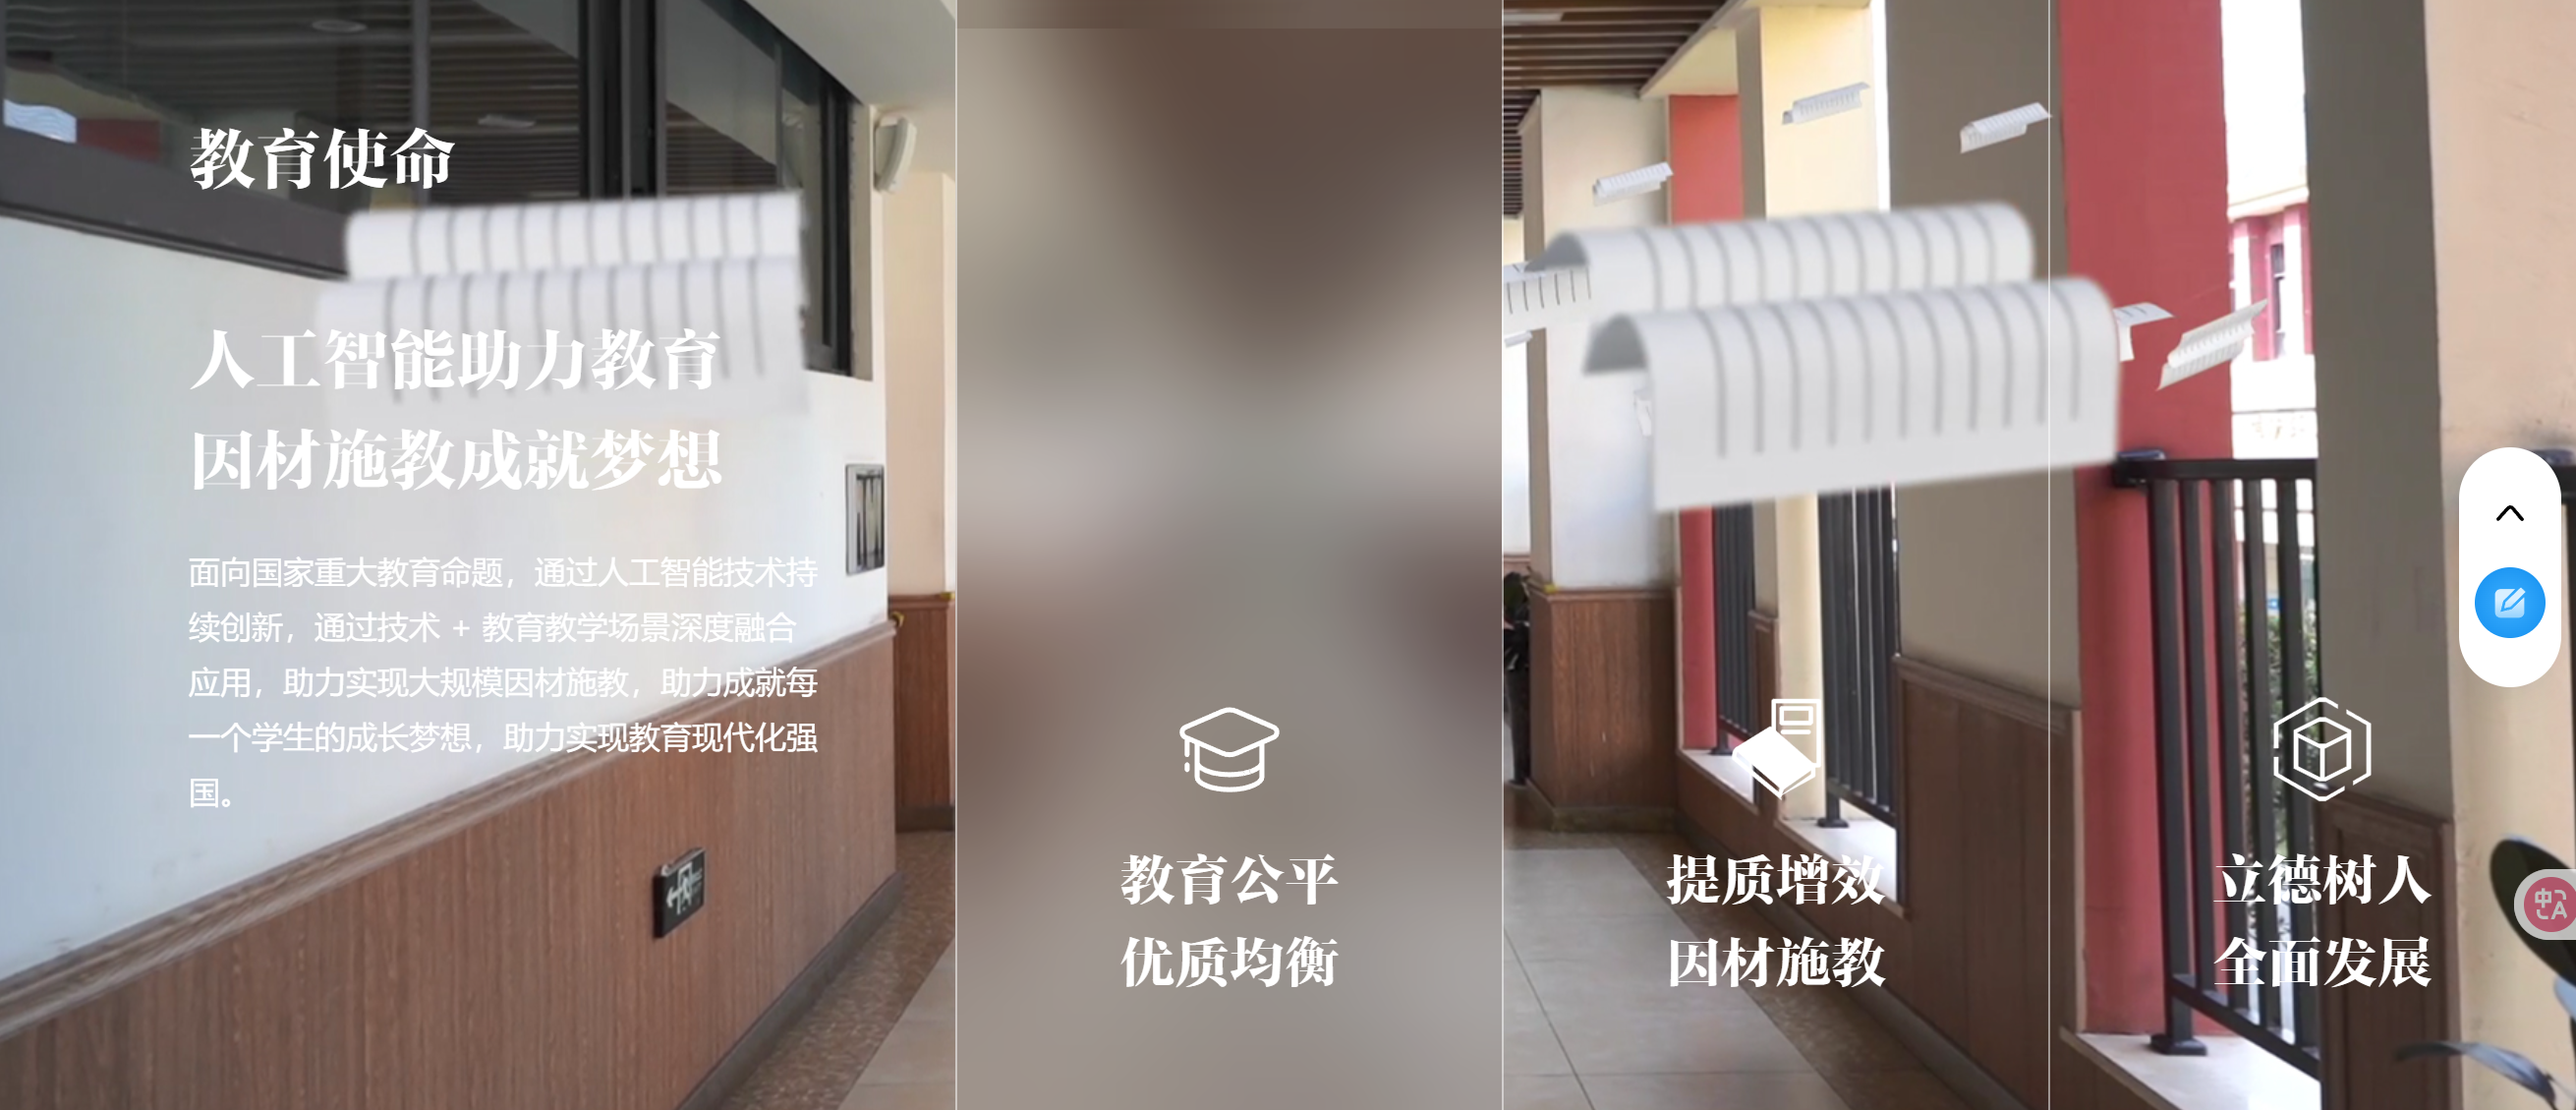 教育使命
人工智能助力教育
因材施教成就梦想
面向国家重大教育命题，通过人工智能技术持
续创新，通过技术 + 教育教学场景深度融合
应用，助力实现大规模因材施教，助力成就每
一个学生的成长梦想，助力实现教育现代化强
国。
教育公平
优质均衡
提质增效
因材施教
立德树人
全面发展
中A